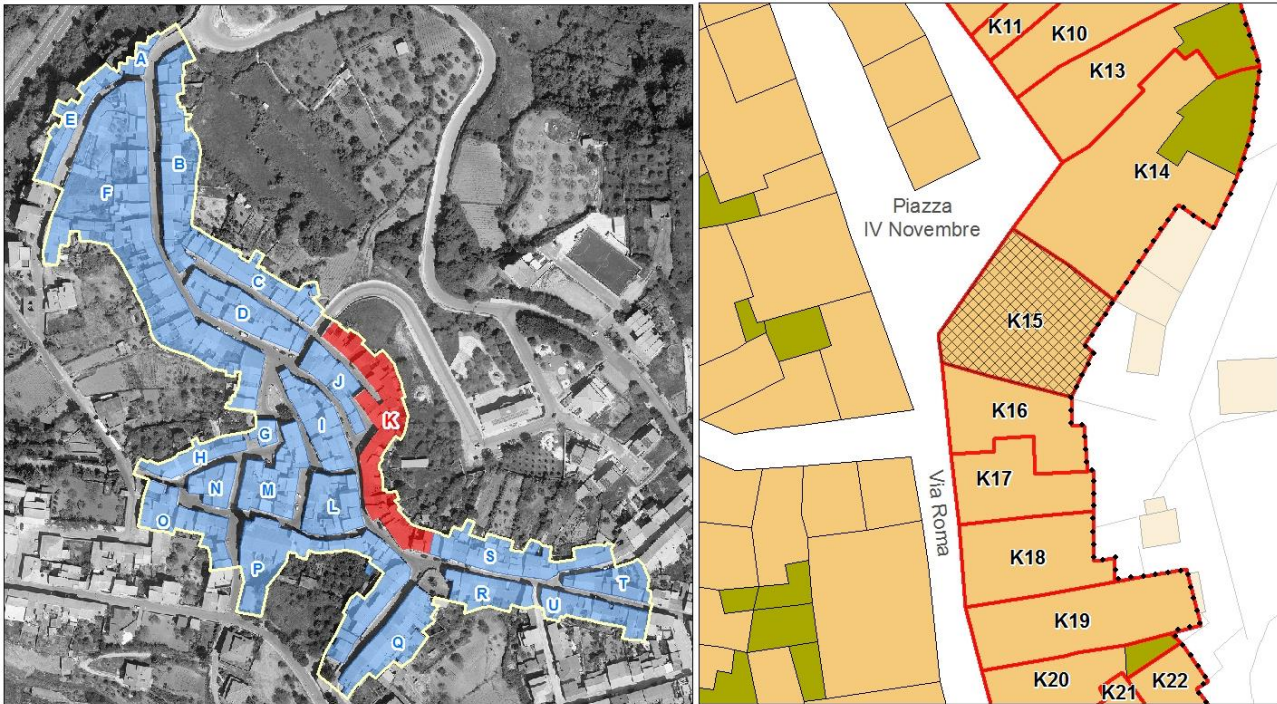 A
E
B
F
C
D
J
K
I
G
H
N
M
O
L
P
S
T
R
U
Q
K11
K10
K13
K14
Piazza
IV Novembre
K15
K16
K17
Via Roma
K18
K19
K20
K21
K22